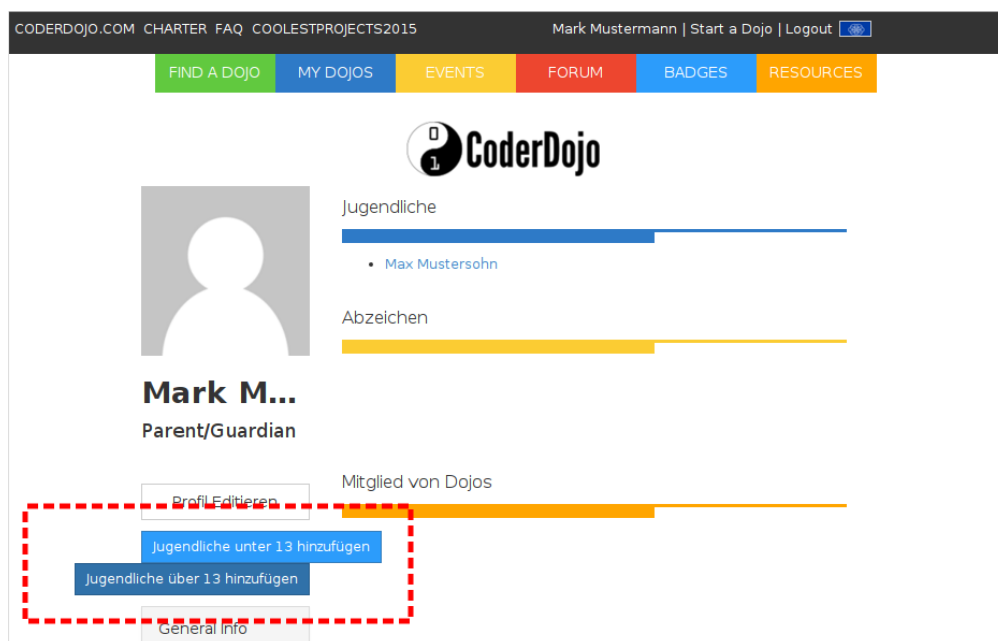 CODERDOJO.COM CHARTER FAQ COOLESTPROJECTS2015 Mark Mustermann | Start a Dojo | Logout
FIND A DOJO MY DOJOS EVENTS FORUM BADGES RESOURCES
0 1 CoderDojo
Jugendliche
• Max Mustersohn
Abzeichen
Mark M...
Parent/Guardian
Mitglied von Dojos
Profil Editieren
Jugendliche unter 13 hinzufügen
Jugendliche über 13 hinzufügen
General Info